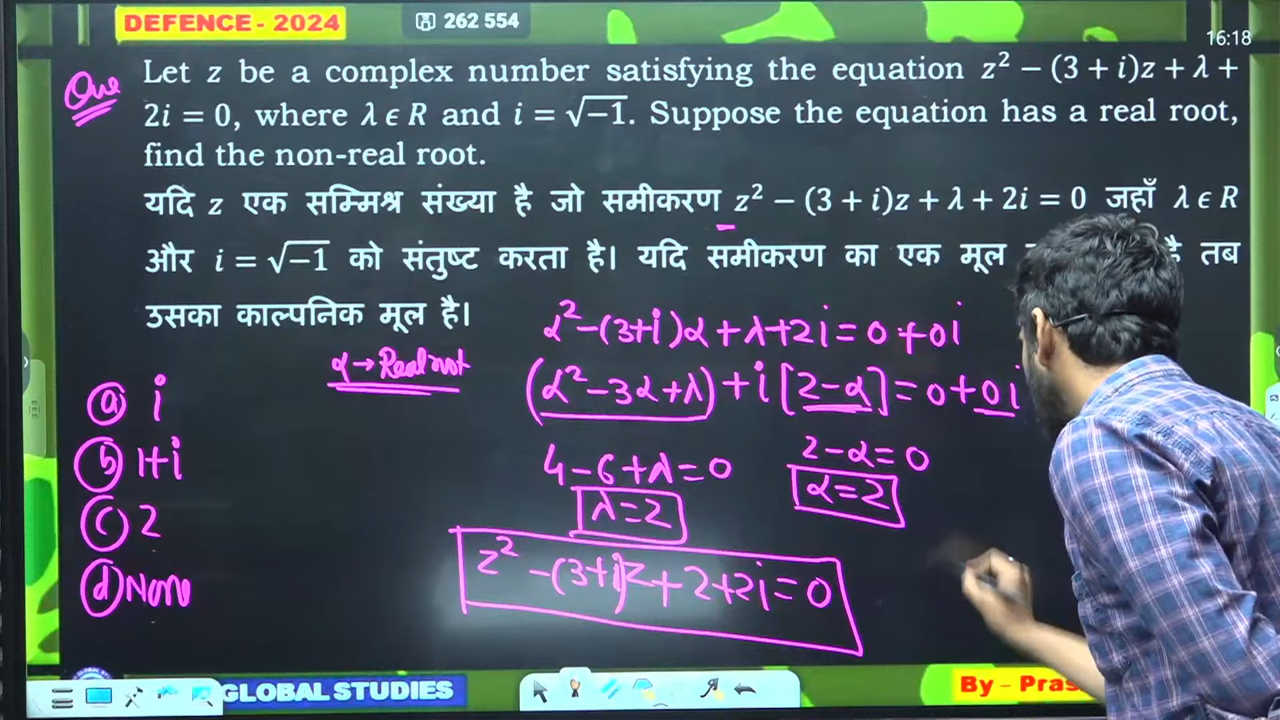 DEFENCE - 2024
262 554
16:18
Que
Let z be a complex number satisfying the equation z² − (3 + i)z + λ +
2i = 0, where λ ϵ R and i = √−1. Suppose the equation has a real root,
find the non-real root.
यदि z एक सम्मिश्र संख्या है जो समीकरण z² − (3 + i)z + λ + 2i = 0 जहाँ λ ϵ R
और i = √−1 को संतुष्ट करता है। यदि समीकरण का एक मूल है तब
उसका काल्पनिक मूल है।
α²-(3+i)α+λ+2i=0+0i
α→Real root
(α²-3α+λ)+i[2-α]=0+0i
(a) i
4-6+λ=0
2-α=0
(b) 1+i
λ=2
α=2
(c) 2
z²-(3+i)z+2+2i=0
(d) None
GLOBAL STUDIES
By – Pras